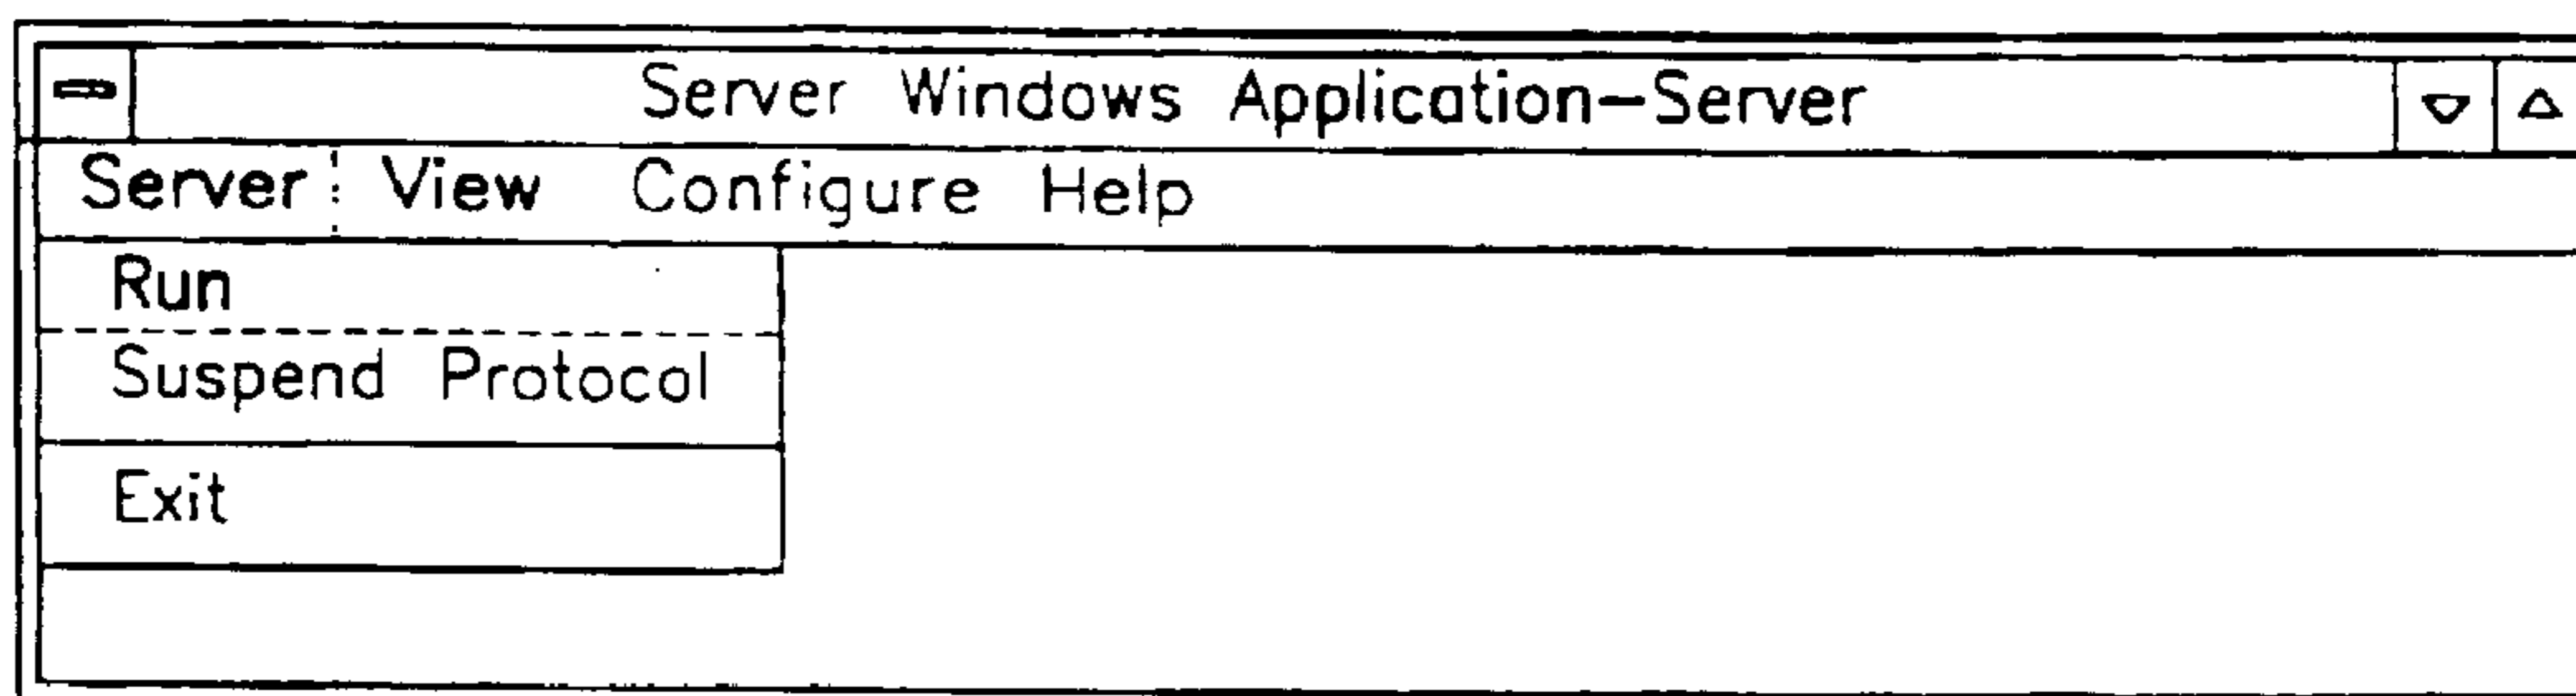 Server Windows Application-Server
Server View Configure Help
Run
Suspend Protocol
Exit